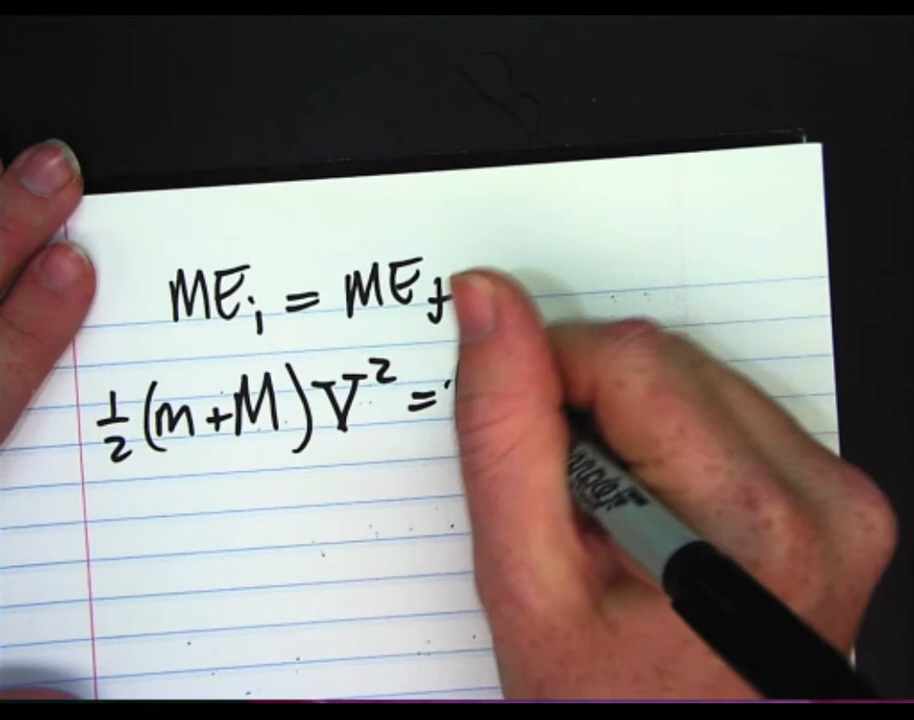 MEi = MEf
½(m+M)V² =